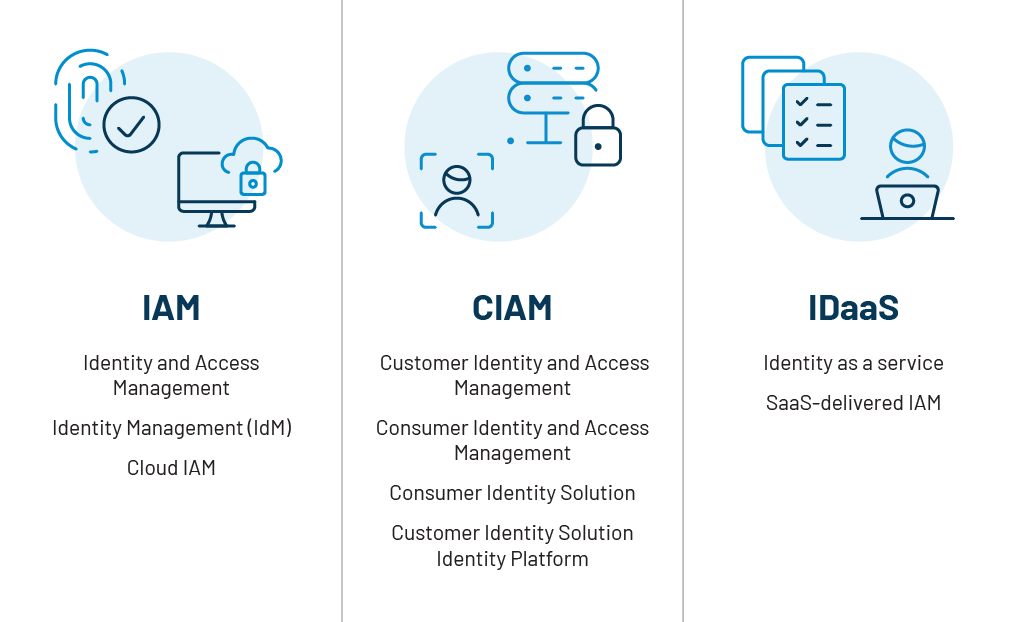 IAM
Identity and Access
Management
Identity Management (IdM)
Cloud IAM
CIAM
Customer Identity and Access
Management
Consumer Identity and Access
Management
Consumer Identity Solution
Customer Identity Solution
Identity Platform
IDaaS
Identity as a service
SaaS-delivered IAM